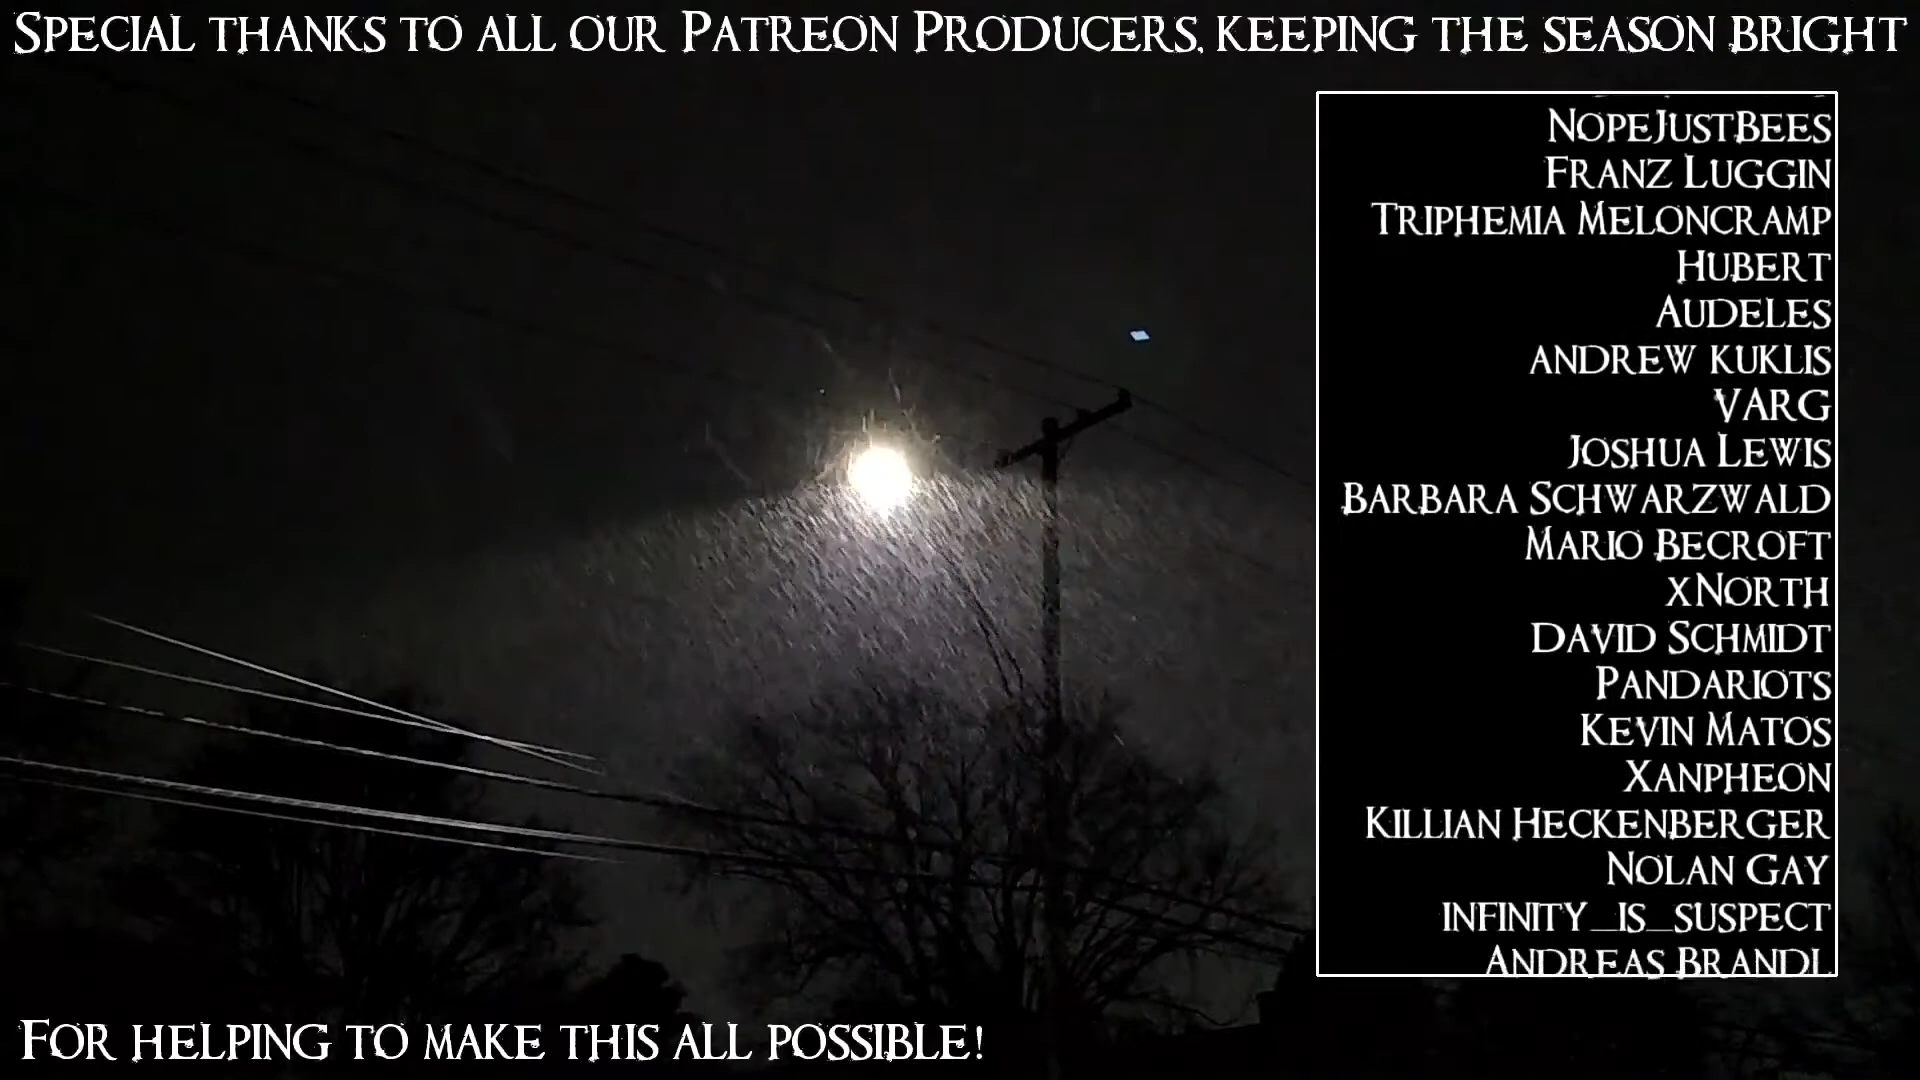 Special thanks to all our Patreon Producers, keeping the season bright
NopeJustBees
Franz Luggin
Triphemia Meloncramp
Hubert
Audeles
andrew kuklis
Varg
Joshua Lewis
Barbara Schwarzwald
Mario Becroft
xNorth
David Schmidt
Pandariots
Kevin Matos
Xanpheon
Killian Heckenberger
Nolan Gay
infinity_is_suspect
Andreas Brandl
For helping to make this all possible!